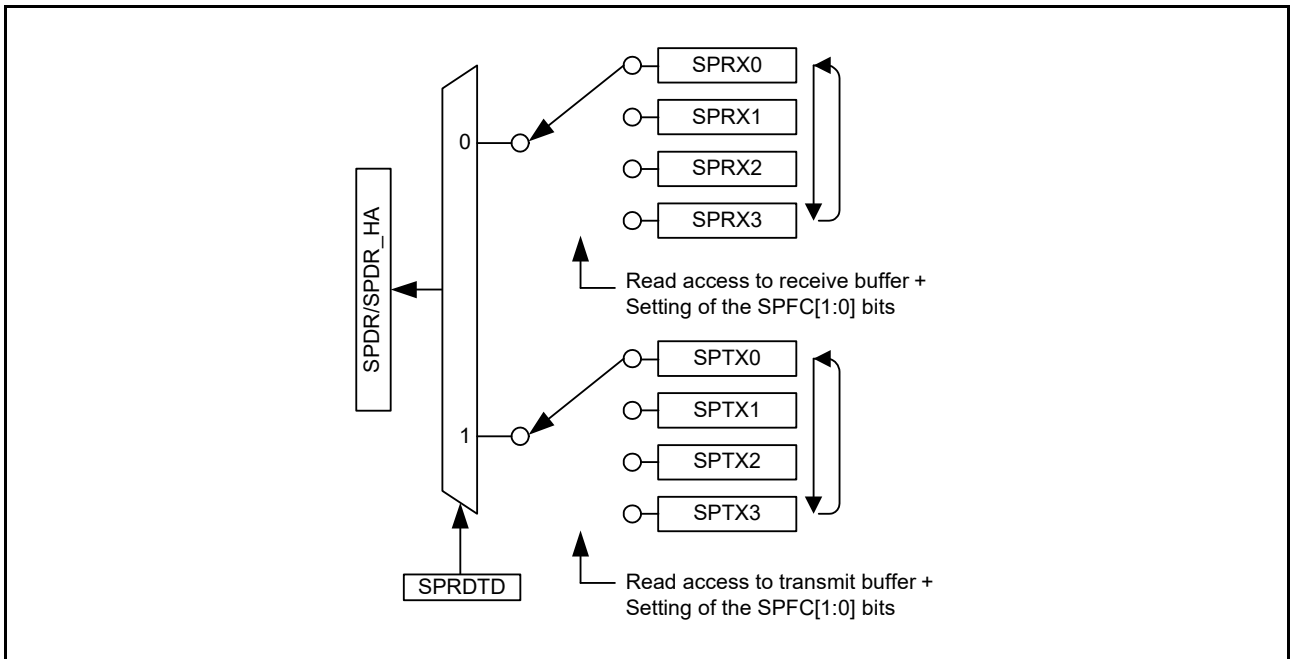 SPRX0
SPRX1
0
SPRX2
SPRX3
SPDR/SPDR_HA
Read access to receive buffer +
Setting of the SPFC[1:0] bits
SPTX0
SPTX1
1
SPTX2
SPTX3
SPRDTD
Read access to transmit buffer +
Setting of the SPFC[1:0] bits